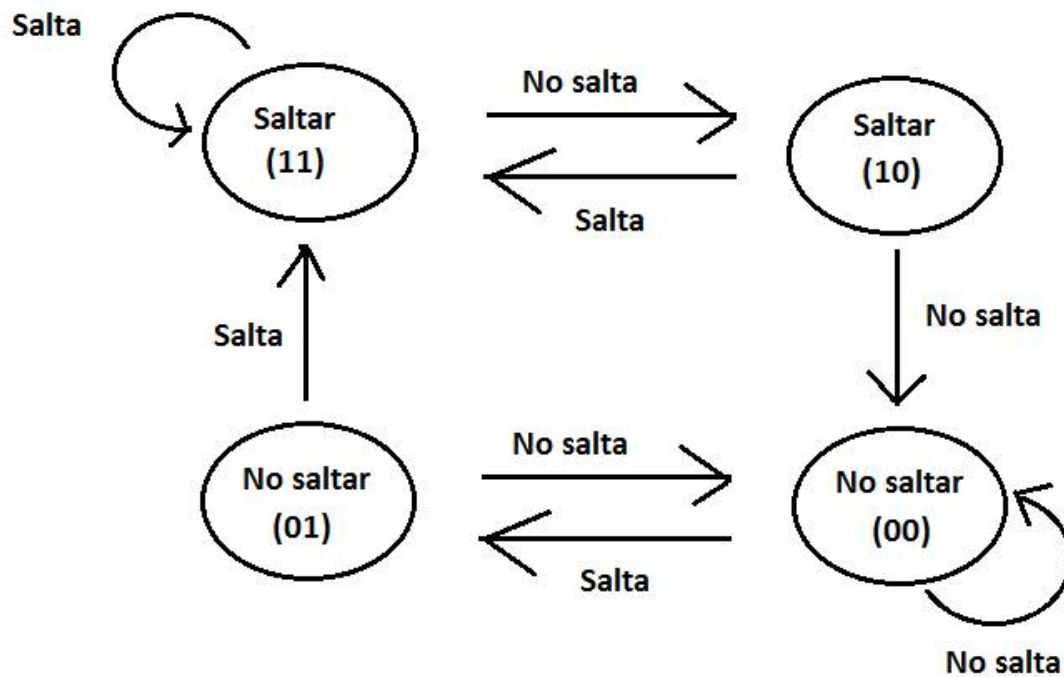 Salta
No salta
Saltar
(11)
Saltar
(10)
Salta
No salta
Salta
No salta
No saltar
(01)
No saltar
(00)
Salta
No salta